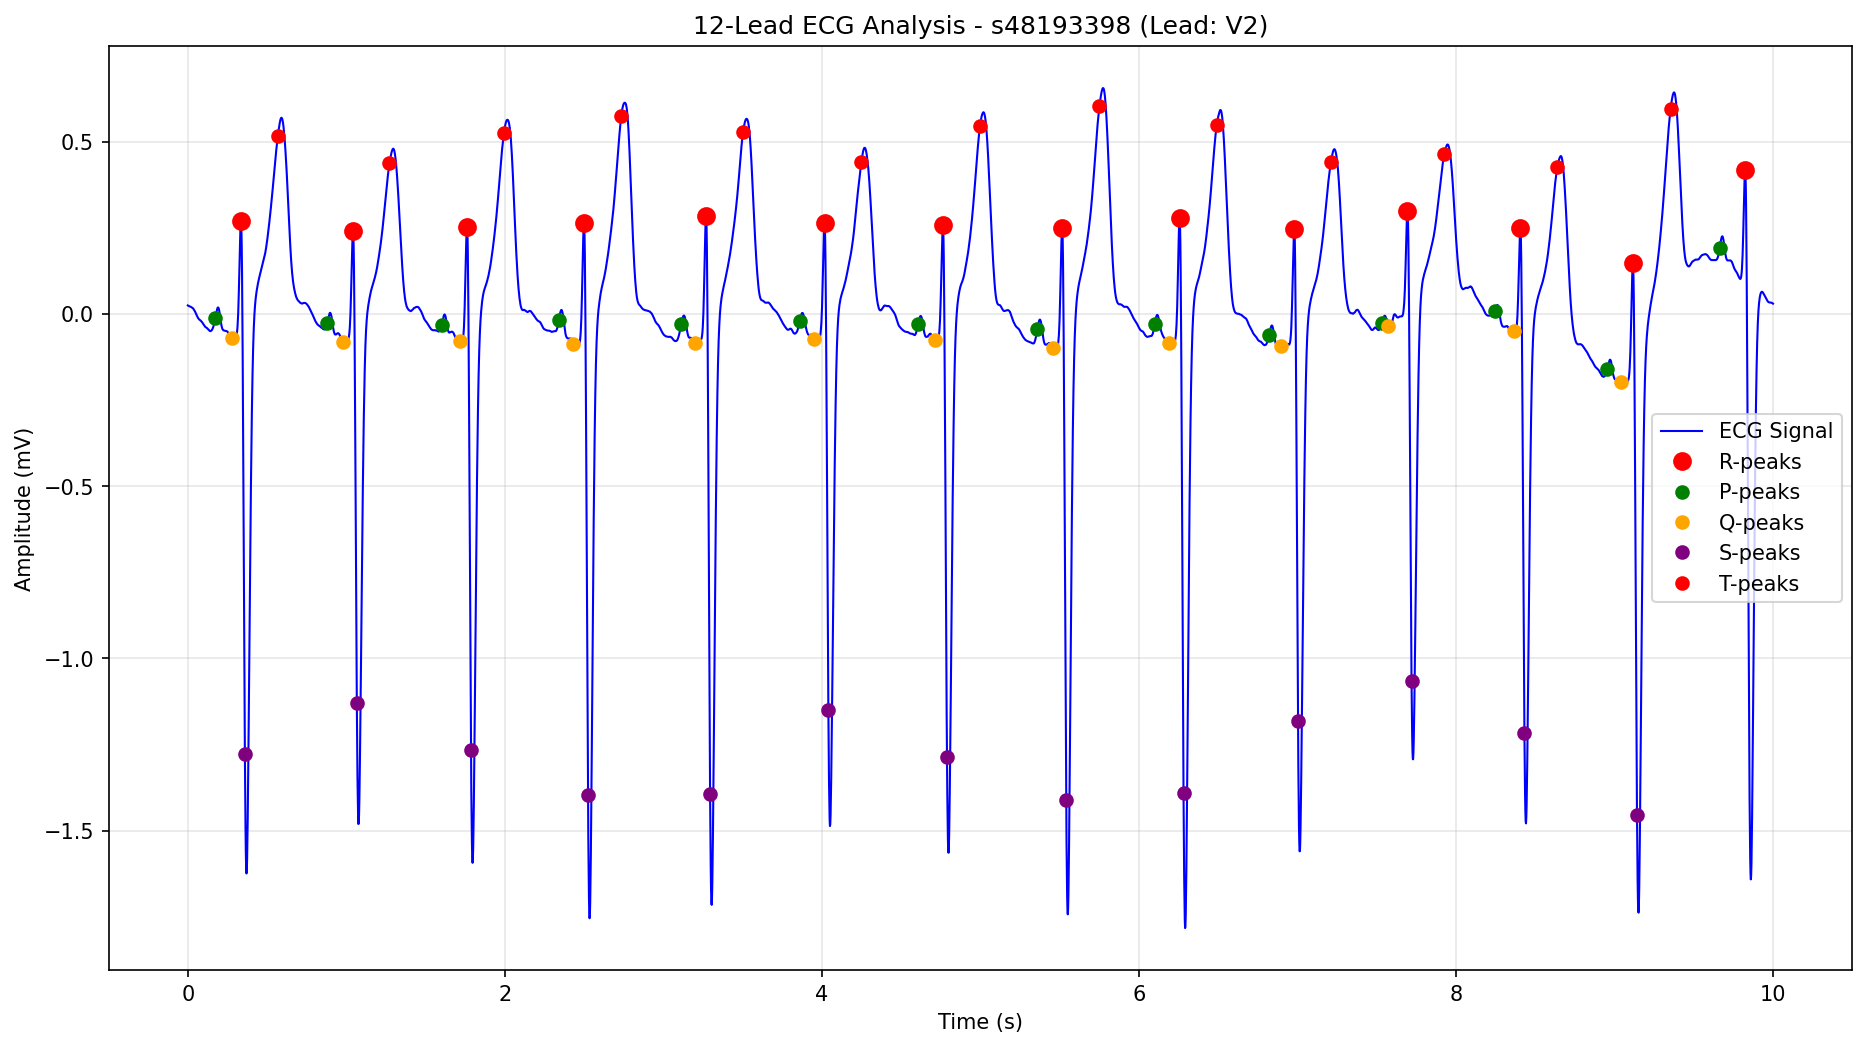 12-Lead ECG Analysis - s48193398 (Lead: V2)
Amplitude (mV)
0.5
0.0
−0.5
−1.0
−1.5
ECG Signal
R-peaks
P-peaks
Q-peaks
S-peaks
T-peaks
0 2 4 6 8 10
Time (s)